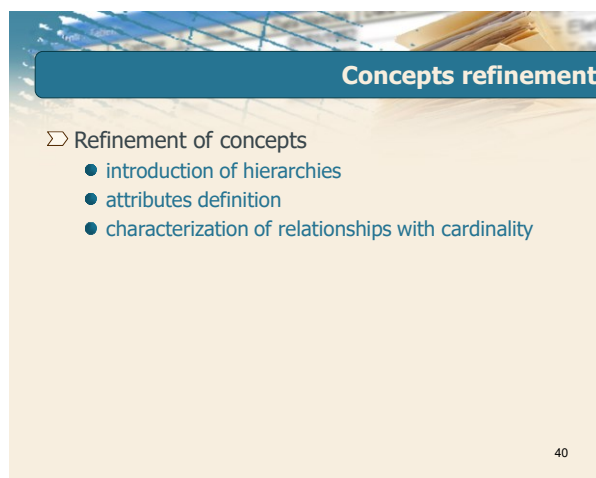 Concepts refinement
Refinement of concepts
introduction of hierarchies
attributes definition
characterization of relationships with cardinality
40